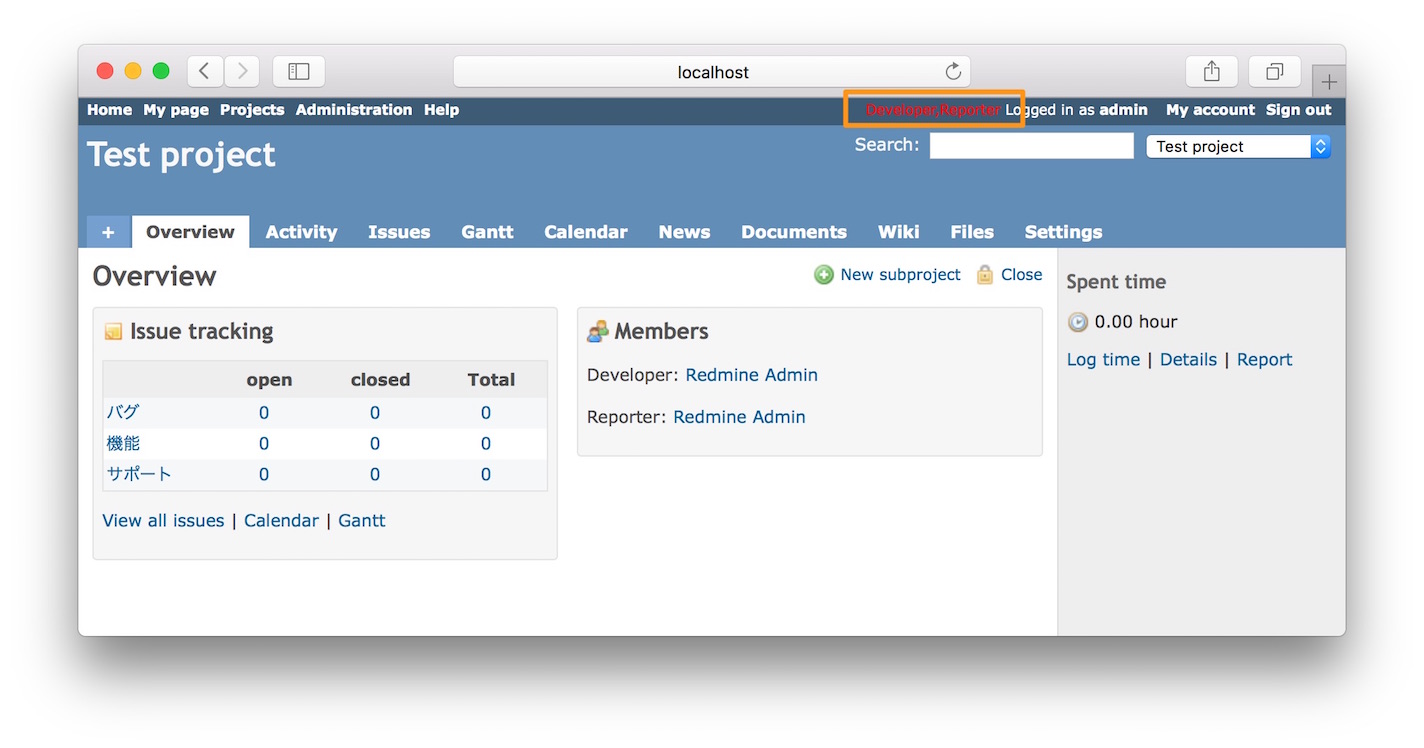 localhost
Home My page Projects Administration Help Developer,Reporter Logged in as admin My account Sign out
Test project Search: Test project
+ Overview Activity Issues Gantt Calendar News Documents Wiki Files Settings
Overview New subproject Close
Issue tracking
open closed Total
バグ 0 0 0
機能 0 0 0
サポート 0 0 0
View all issues | Calendar | Gantt
Members
Developer: Redmine Admin
Reporter: Redmine Admin
Spent time
0.00 hour
Log time | Details | Report